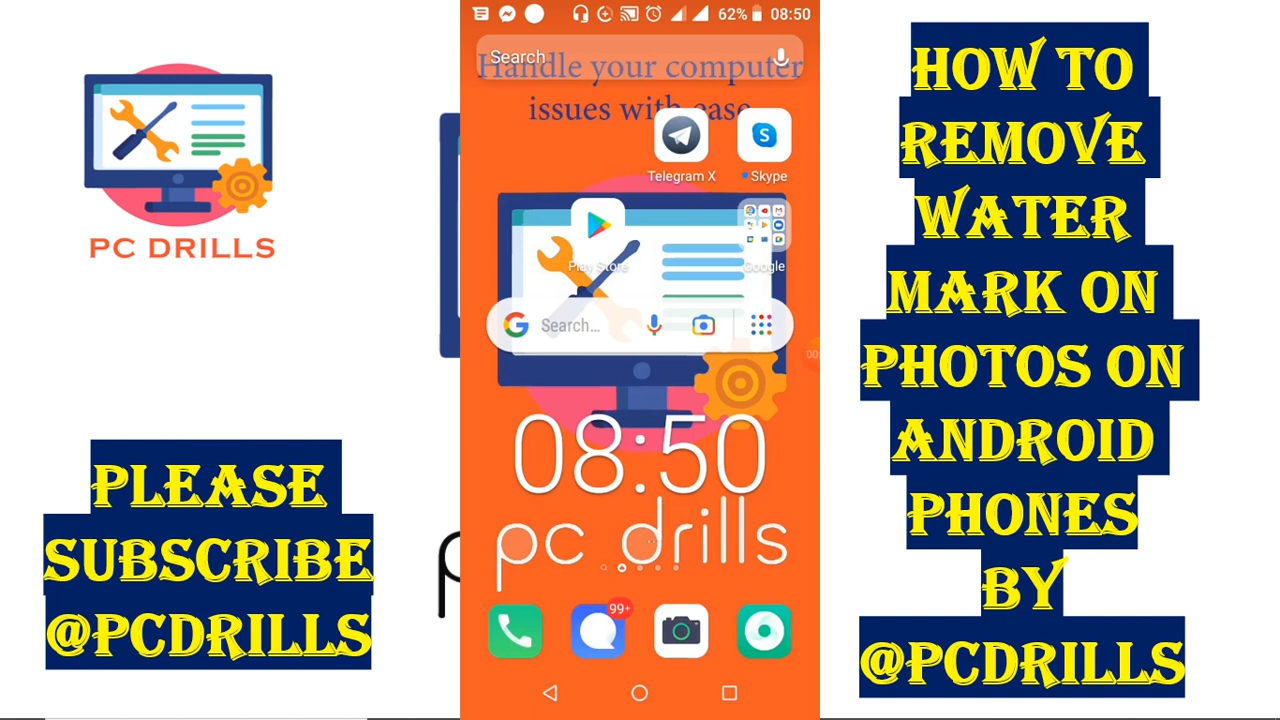 PC DRILLS
PLEASE
SUBSCRIBE
@PCDRILLS
62% 08:50
Search
Handle your computer
issues with ease
Telegram X
Skype
Play Store
Google
Search...
08:50
pc drills
99+
HOW TO
REMOVE
WATER
MARK ON
PHOTOS ON
ANDROID
PHONES
BY
@PCDRILLS